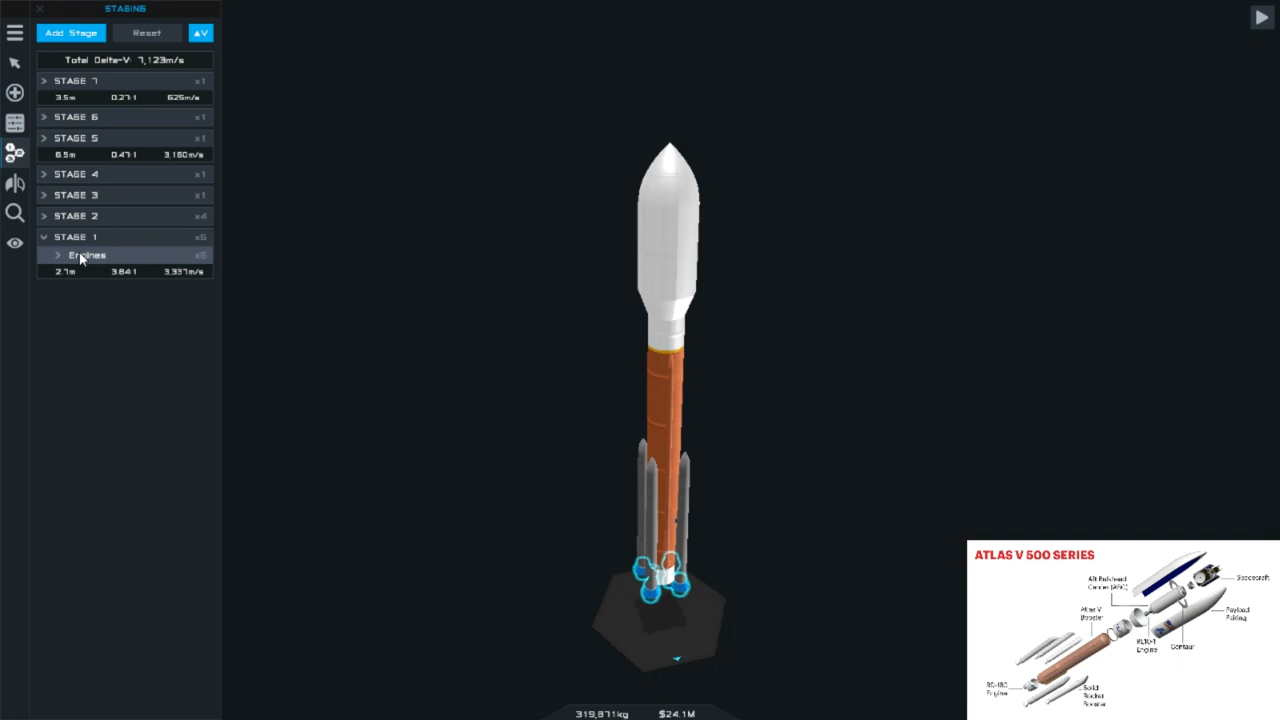 STAGING
Add Stage
Reset
▲V
Total Delta-V: 7,123m/s
STAGE 7 x1
3.5m 0.27:1 625m/s
STAGE 6 x1
STAGE 5 x1
6.5m 0.47:1 3,160m/s
STAGE 4 x1
STAGE 3 x1
STAGE 2 x4
STAGE 1 x6
Engines x6
2.7m 3.84:1 3,337m/s
319,871kg $24.1M
ATLAS V 500 SERIES
Spacecraft
Payload
Fairing
Centaur
RL10-1
Engine
Atlas V
Booster
Solid
Rocket
Booster
Engine